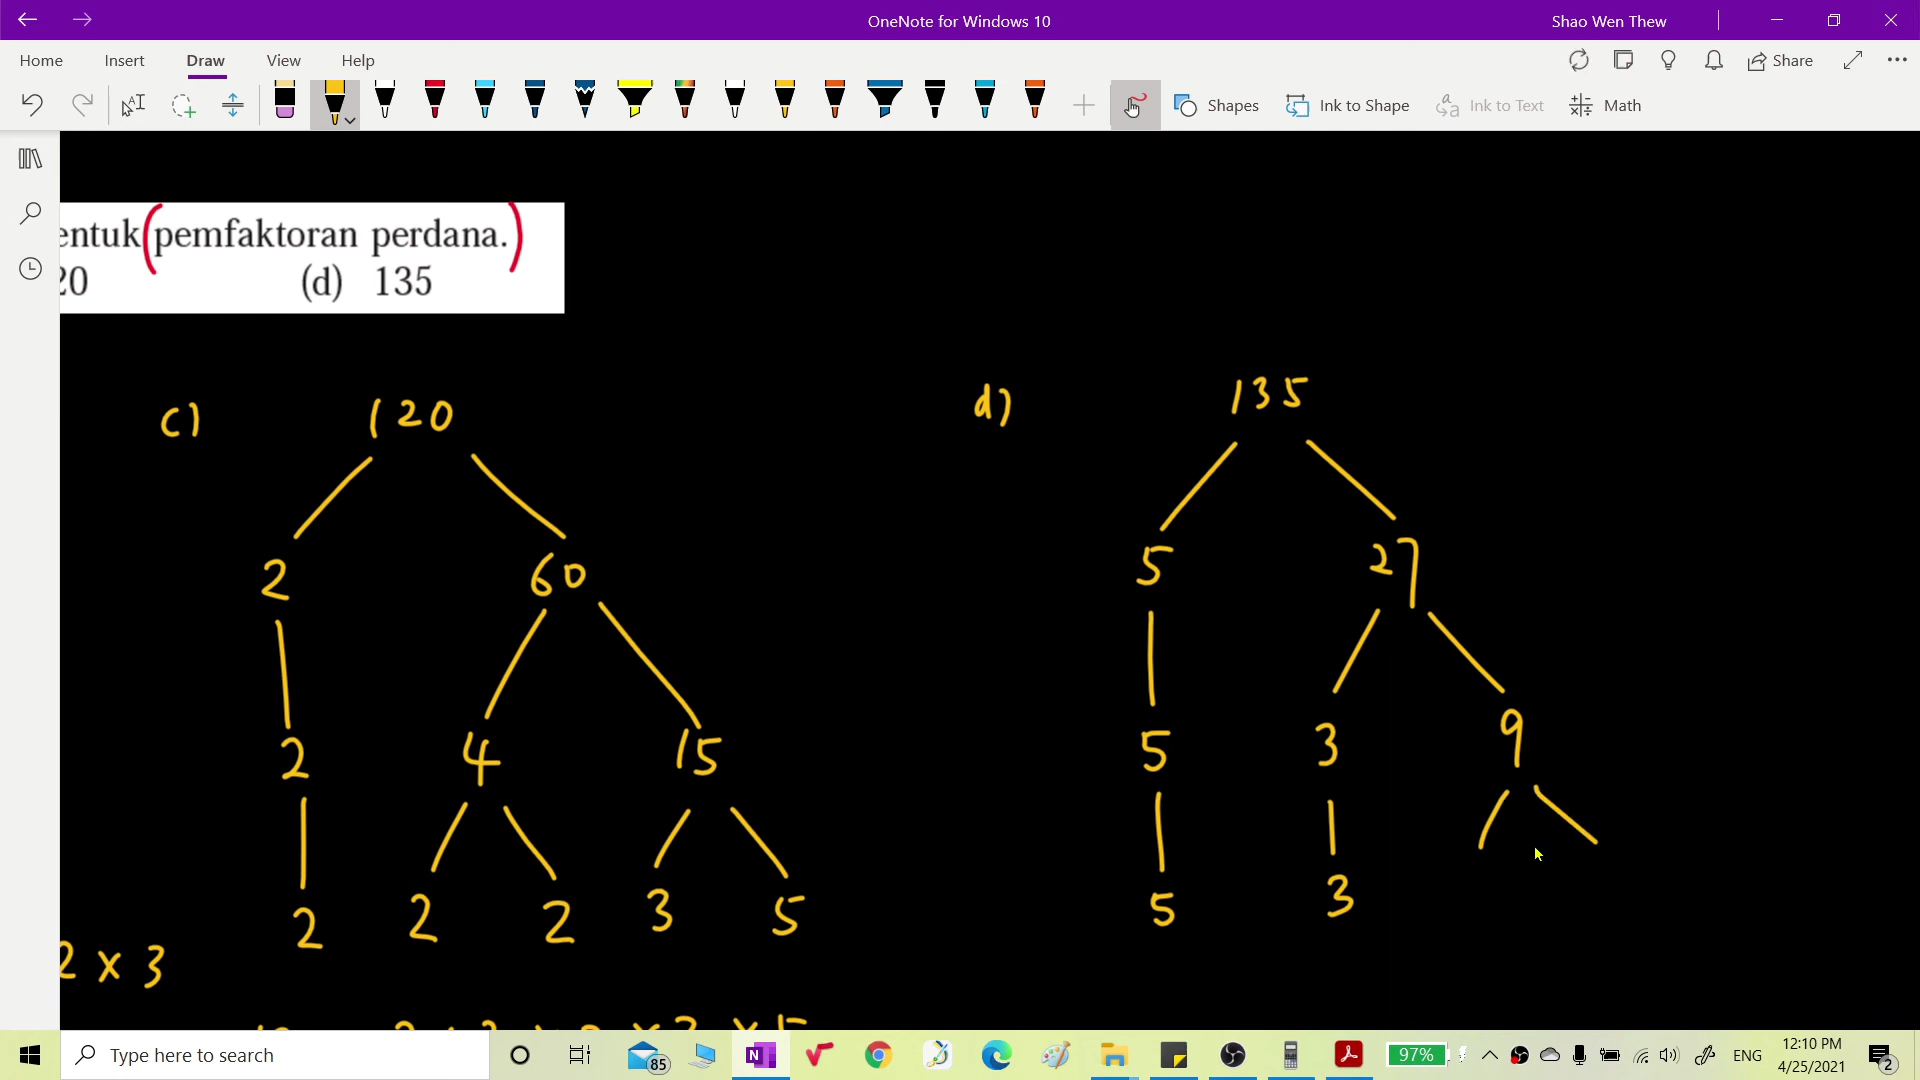 OneNote for Windows 10
Shao Wen Thew
Home Insert Draw View Help
Share
Shapes Ink to Shape Ink to Text Math
entuk (pemfaktoran perdana.)
20 (d) 135
c) 120
d) 135
2 60
5 27
2 4 15
5 3 9
2 2 2 3 5
5 3
2 x 3
Type here to search
85
97%
ENG
12:10 PM
4/25/2021
2